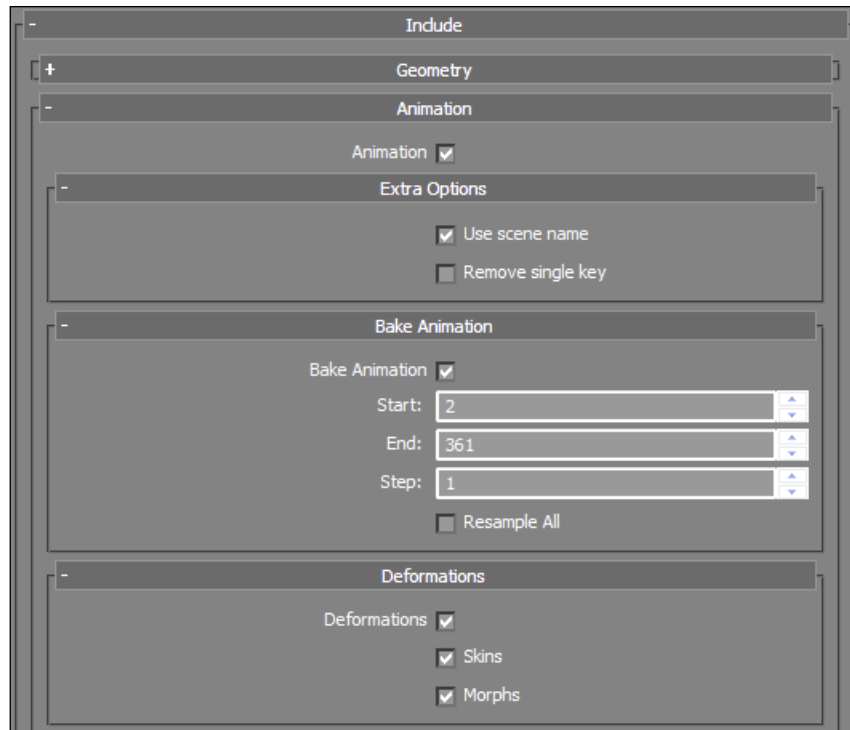 - Include
+ Geometry
- Animation
Animation
- Extra Options
Use scene name
Remove single key
- Bake Animation
Bake Animation
Start: 2
End: 361
Step: 1
Resample All
- Deformations
Deformations
Skins
Morphs